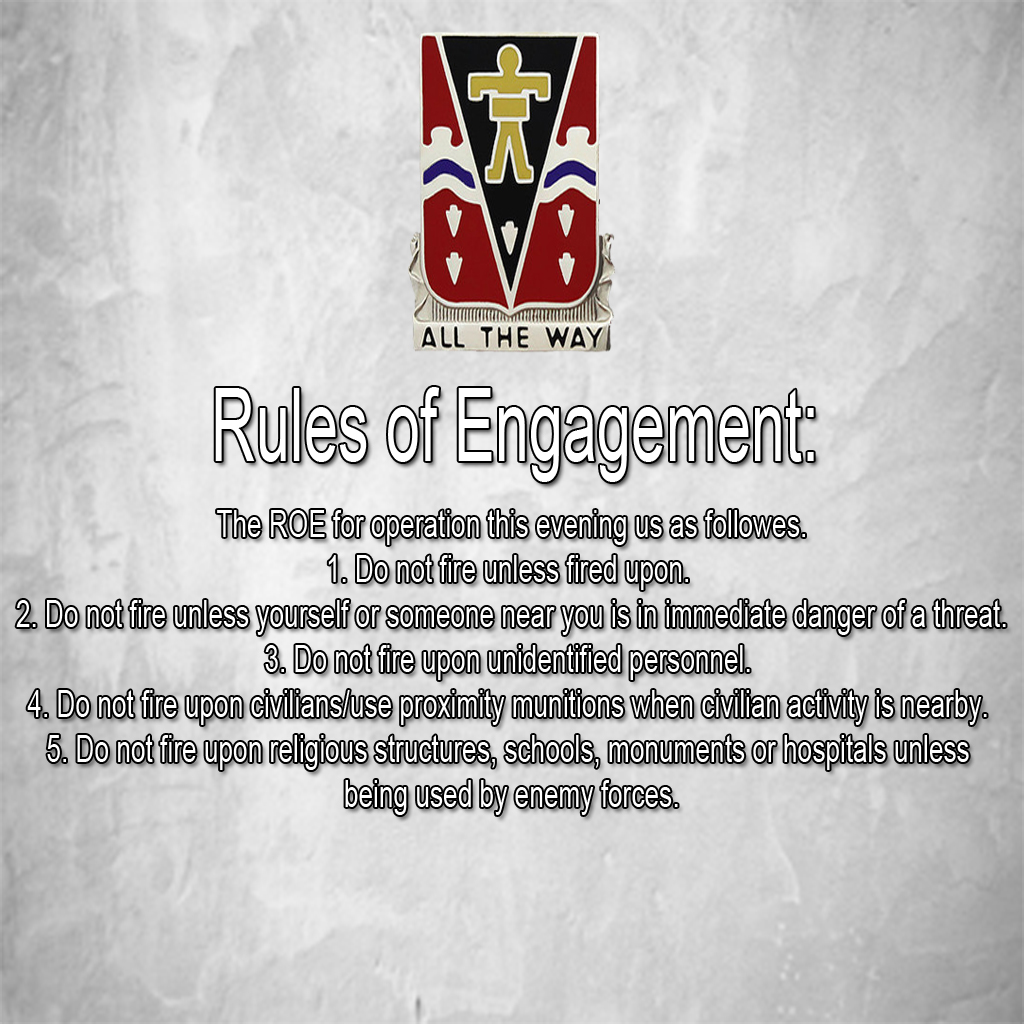 ALL THE WAY
Rules of Engagement:
The ROE for operation this evening us as followes.
1. Do not fire unless fired upon.
2. Do not fire unless yourself or someone near you is in immediate danger of a threat.
3. Do not fire upon unidentified personnel.
4. Do not fire upon civilians/use proximity munitions when civilian activity is nearby.
5. Do not fire upon religious structures, schools, monuments or hospitals unless
being used by enemy forces.